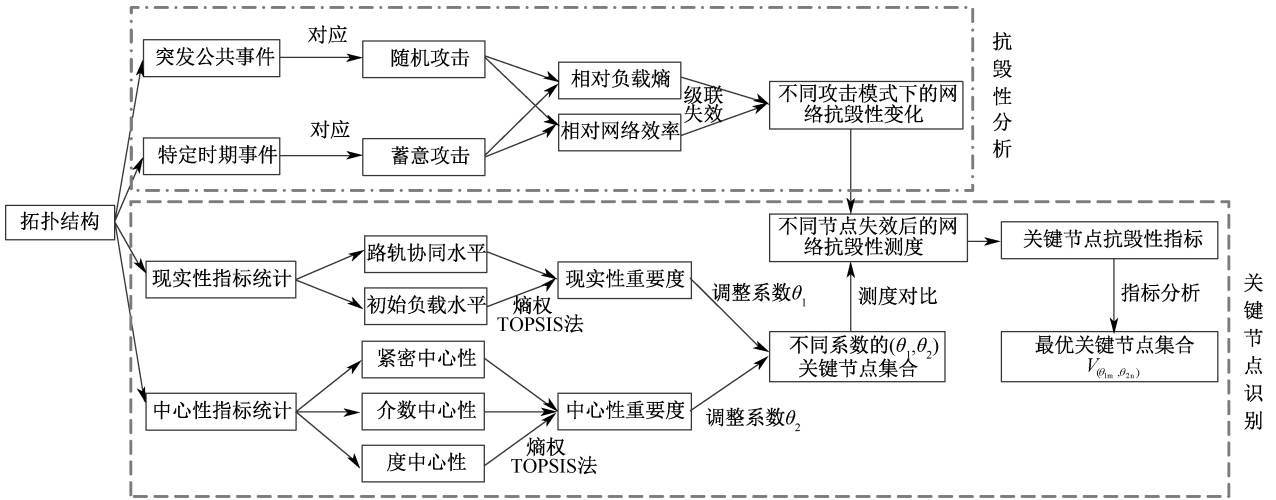 突发公共事件
对应
随机攻击
特定时期事件
对应
蓄意攻击
相对负载熵
相对网络效率
级联
失效
不同攻击模式下的网
络抗毁性变化
抗毁性分析
拓扑结构
现实性指标统计
路轨协同水平
初始负载水平
熵权
TOPSIS法
现实性重要度
调整系数θ1
中心性指标统计
紧密中心性
介数中心性
度中心性
熵权
TOPSIS法
中心性重要度
调整系数θ2
不同系数的(θ1,θ2)
关键节点集合
测度对比
不同节点失效后的网
络抗毁性测度
关键节点抗毁性指标
指标分析
最优关键节点集合
V(θ1m,θ2n)
关键节点识别